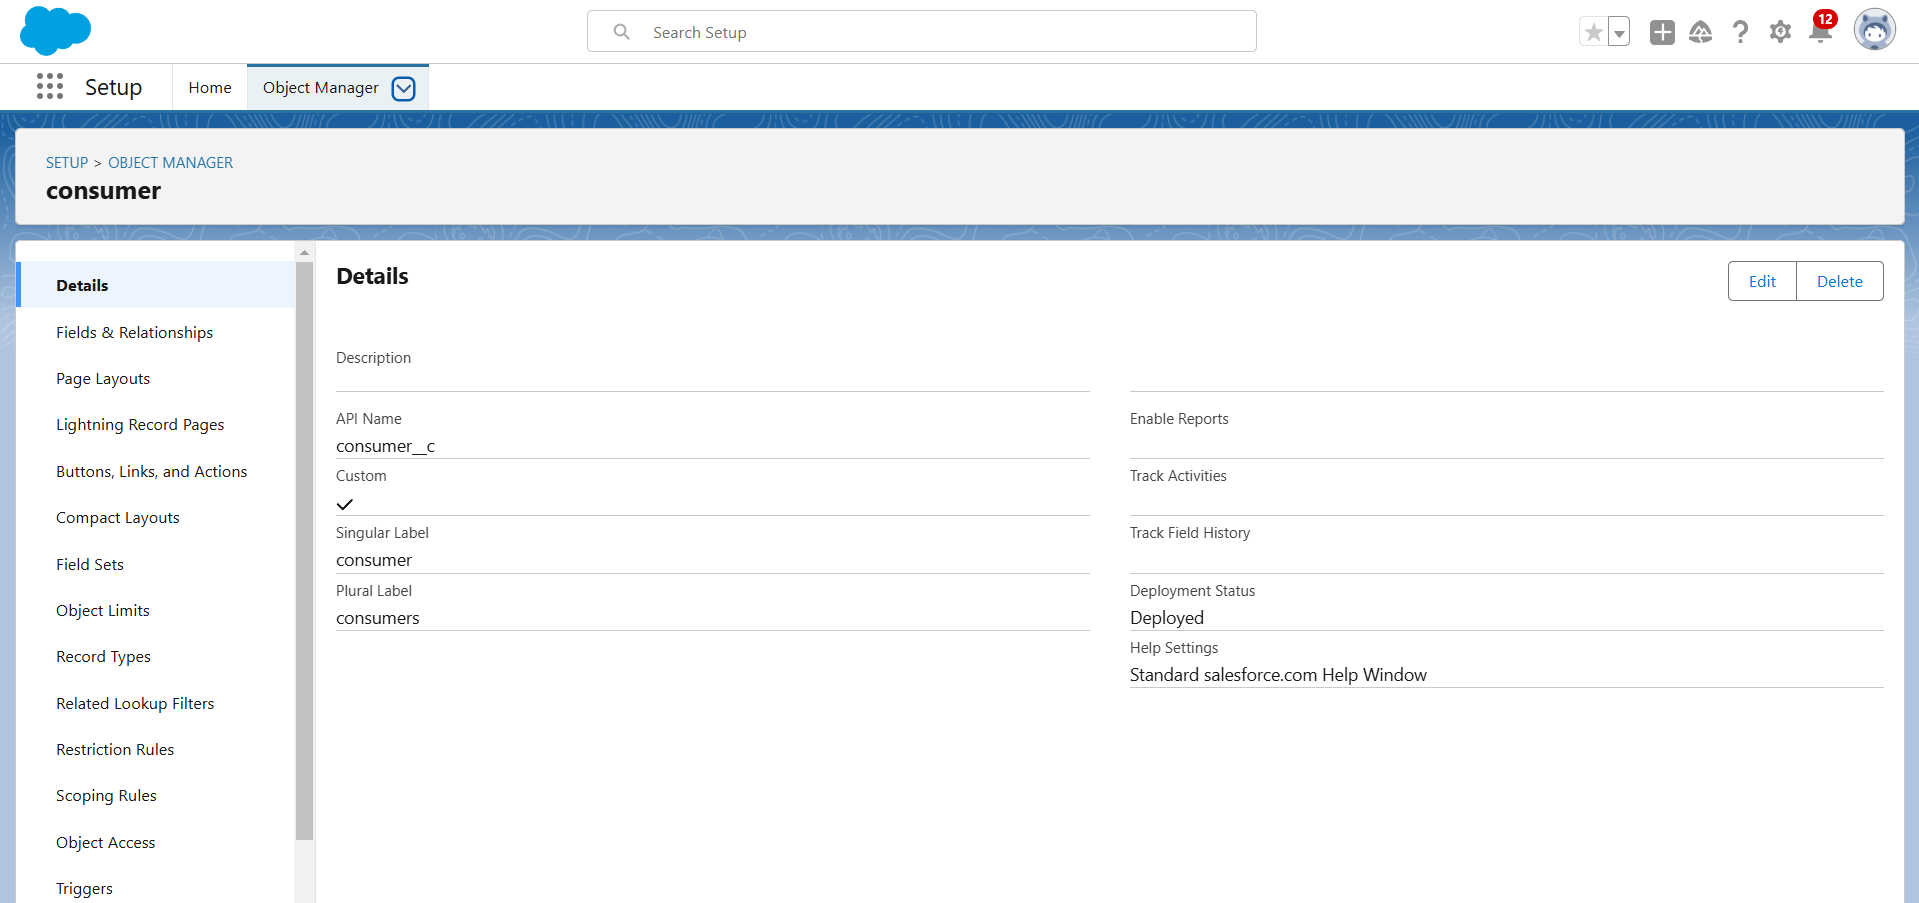 Search Setup
12
Setup
Home
Object Manager
SETUP > OBJECT MANAGER
consumer
Details
Fields & Relationships
Page Layouts
Lightning Record Pages
Buttons, Links, and Actions
Compact Layouts
Field Sets
Object Limits
Record Types
Related Lookup Filters
Restriction Rules
Scoping Rules
Object Access
Triggers
Details
Edit
Delete
Description
API Name
consumer__c
Custom
Singular Label
consumer
Plural Label
consumers
Enable Reports
Track Activities
Track Field History
Deployment Status
Deployed
Help Settings
Standard salesforce.com Help Window